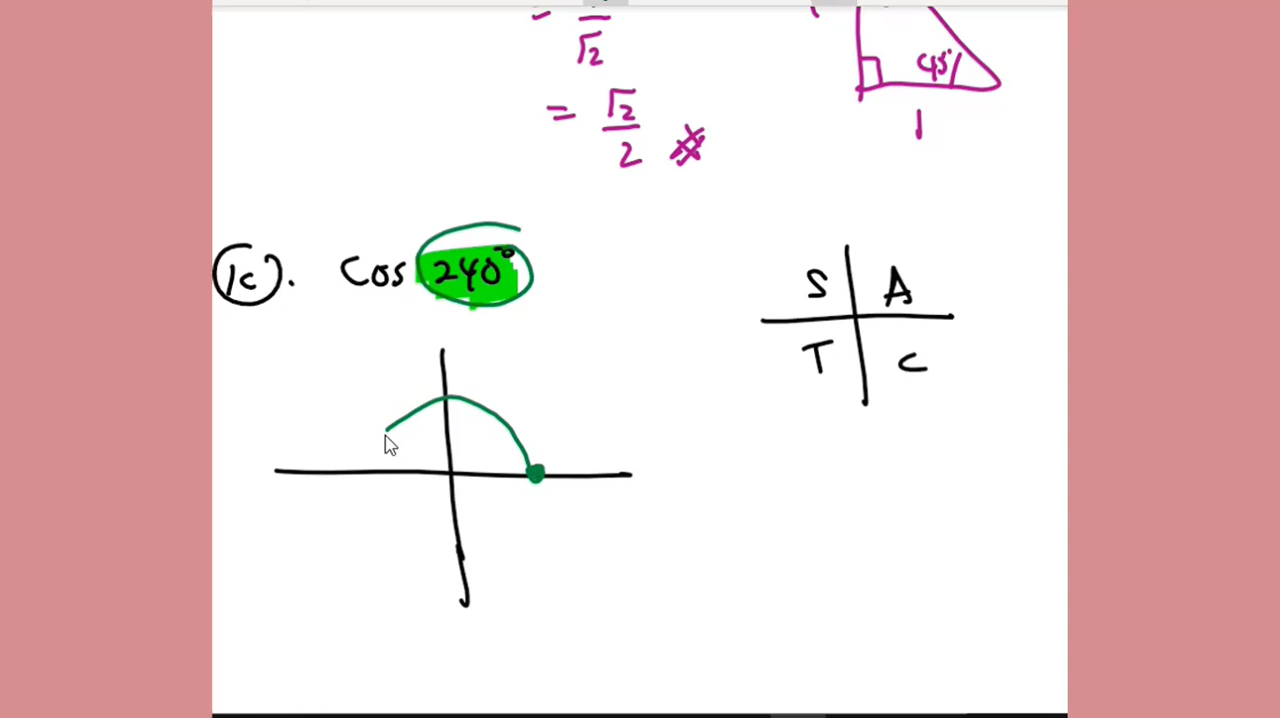 √2
45°
= √2
2
1
1c). Cos 240°
S A
T C